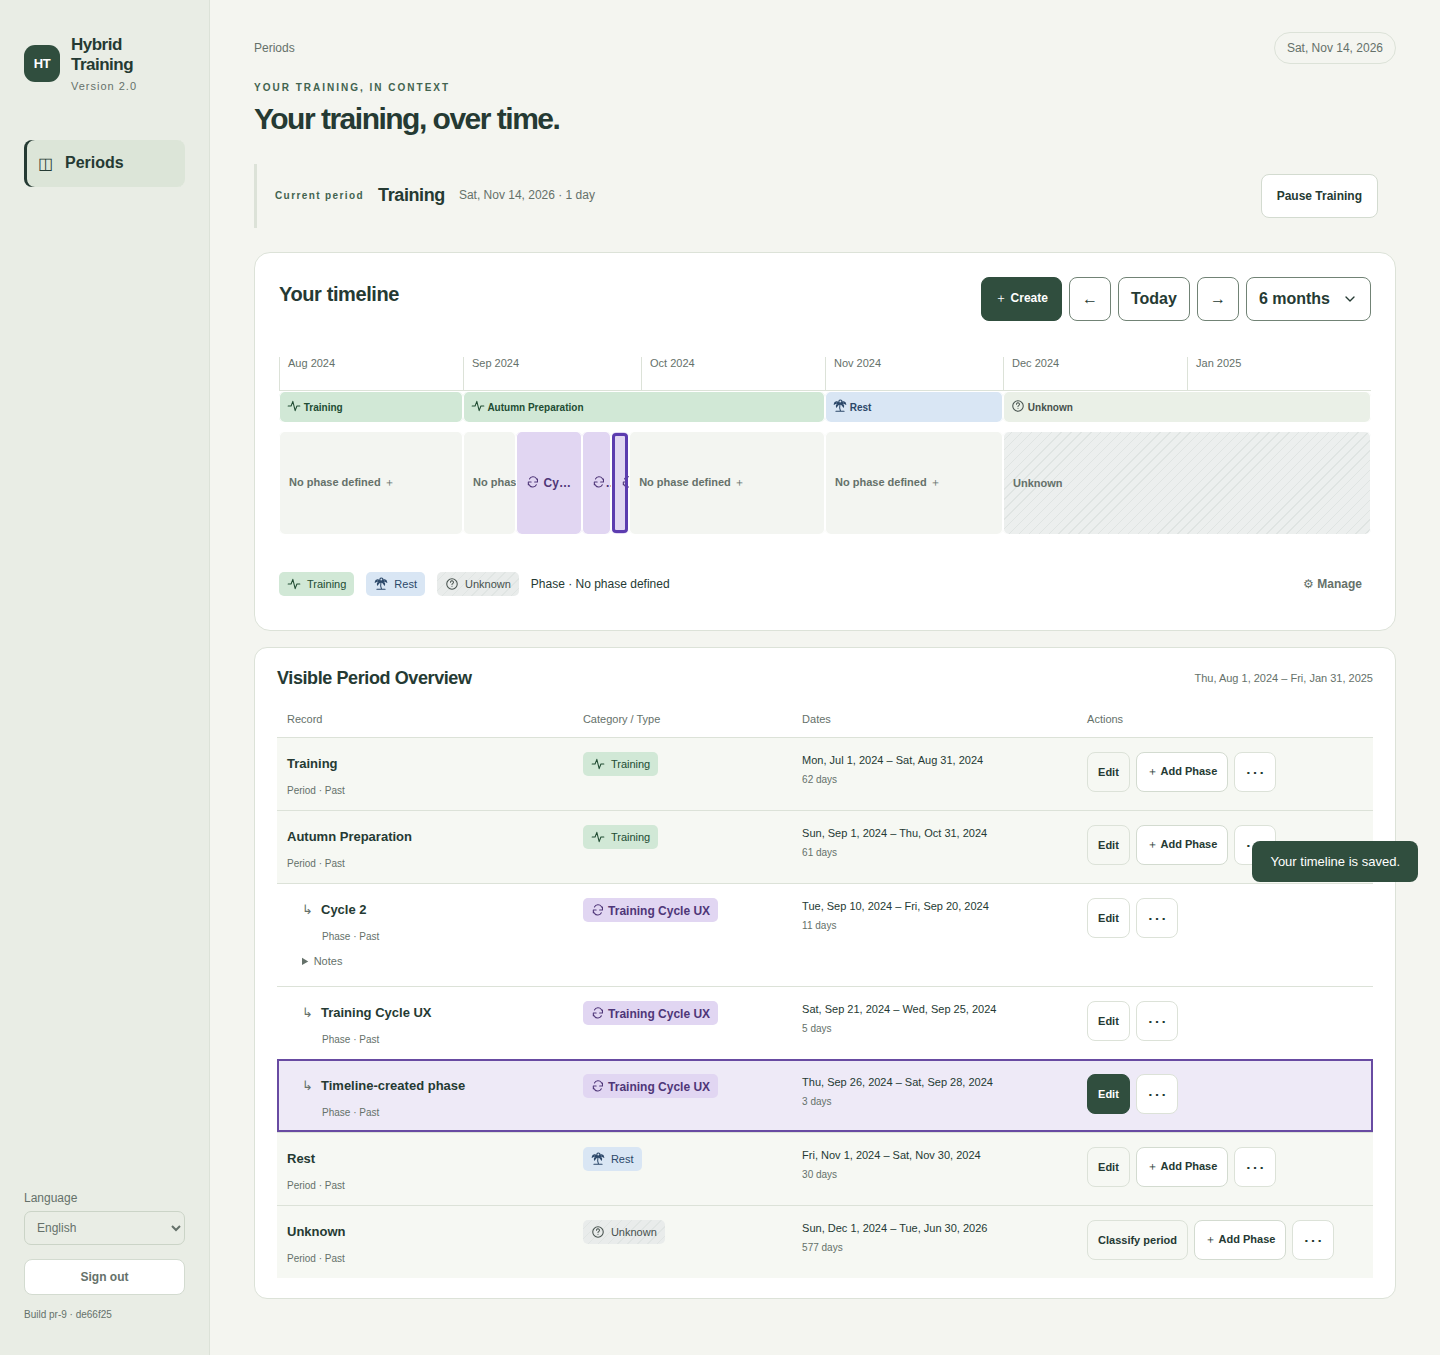 HT
Hybrid
Training
Version 2.0
Periods
Language
English
Sign out
Build pr-9 · de66f25
Periods
Sat, Nov 14, 2026
YOUR TRAINING, IN CONTEXT
Your training, over time.
Current period Training Sat, Nov 14, 2026 · 1 day
Pause Training
Your timeline
+ Create
←
Today
→
6 months
Aug 2024
Sep 2024
Oct 2024
Nov 2024
Dec 2024
Jan 2025
Training
Autumn Preparation
Rest
Unknown
No phase defined +
No phas
Cy…
No phase defined +
No phase defined +
Unknown
Training
Rest
Unknown
Phase · No phase defined
⚙ Manage
Visible Period Overview
Thu, Aug 1, 2024 – Fri, Jan 31, 2025
Record
Category / Type
Dates
Actions
Training
Period · Past
Training
Mon, Jul 1, 2024 – Sat, Aug 31, 2024
62 days
Edit
+ Add Phase
···
Autumn Preparation
Period · Past
Training
Sun, Sep 1, 2024 – Thu, Oct 31, 2024
61 days
Edit
+ Add Phase
Your timeline is saved.
↳ Cycle 2
Phase · Past
▶ Notes
Training Cycle UX
Tue, Sep 10, 2024 – Fri, Sep 20, 2024
11 days
Edit
···
↳ Training Cycle UX
Phase · Past
Training Cycle UX
Sat, Sep 21, 2024 – Wed, Sep 25, 2024
5 days
Edit
···
↳ Timeline-created phase
Phase · Past
Training Cycle UX
Thu, Sep 26, 2024 – Sat, Sep 28, 2024
3 days
Edit
···
Rest
Period · Past
Rest
Fri, Nov 1, 2024 – Sat, Nov 30, 2024
30 days
Edit
+ Add Phase
···
Unknown
Period · Past
Unknown
Sun, Dec 1, 2024 – Tue, Jun 30, 2026
577 days
Classify period
+ Add Phase
···